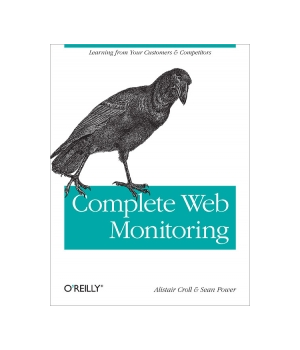 Learning from Your Customers & Competitors
Complete Web
Monitoring
O'REILLY®
Alistair Croll & Sean Power